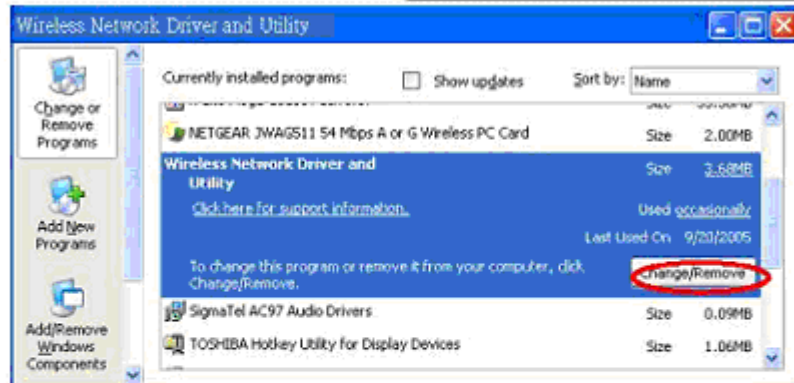 Wireless Network Driver and Utility
Change or
Remove
Programs
Add New
Programs
Add/Remove
Windows
Components
Currently installed programs:
Show updates
Sort by: Name
NETGEAR JWAG511 54 Mbps A or G Wireless PC Card Size 2.00MB
Wireless Network Driver and
Utility
Size 3.68MB
Click here for support information.
Used occasionally
Last Used On 9/20/2005
To change this program or remove it from your computer, click
Change/Remove.
Change/Remove
SigmaTel AC97 Audio Drivers Size 0.09MB
TOSHIBA Hotkey Utility for Display Devices Size 1.06MB